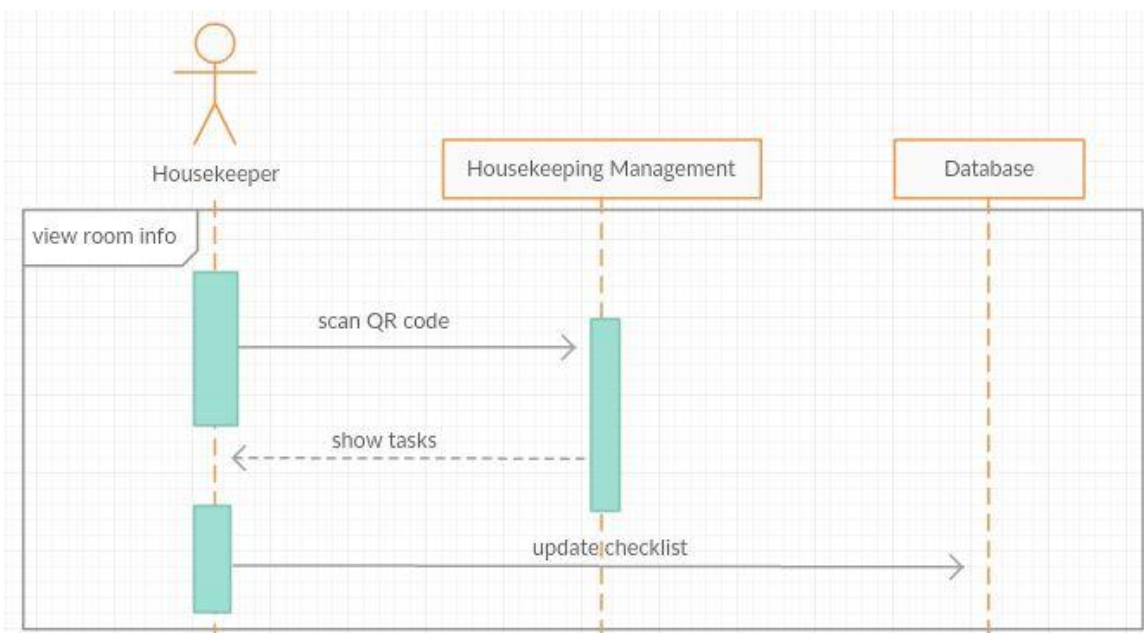 Housekeeper
Housekeeping Management
Database
view room info
scan QR code
show tasks
update checklist